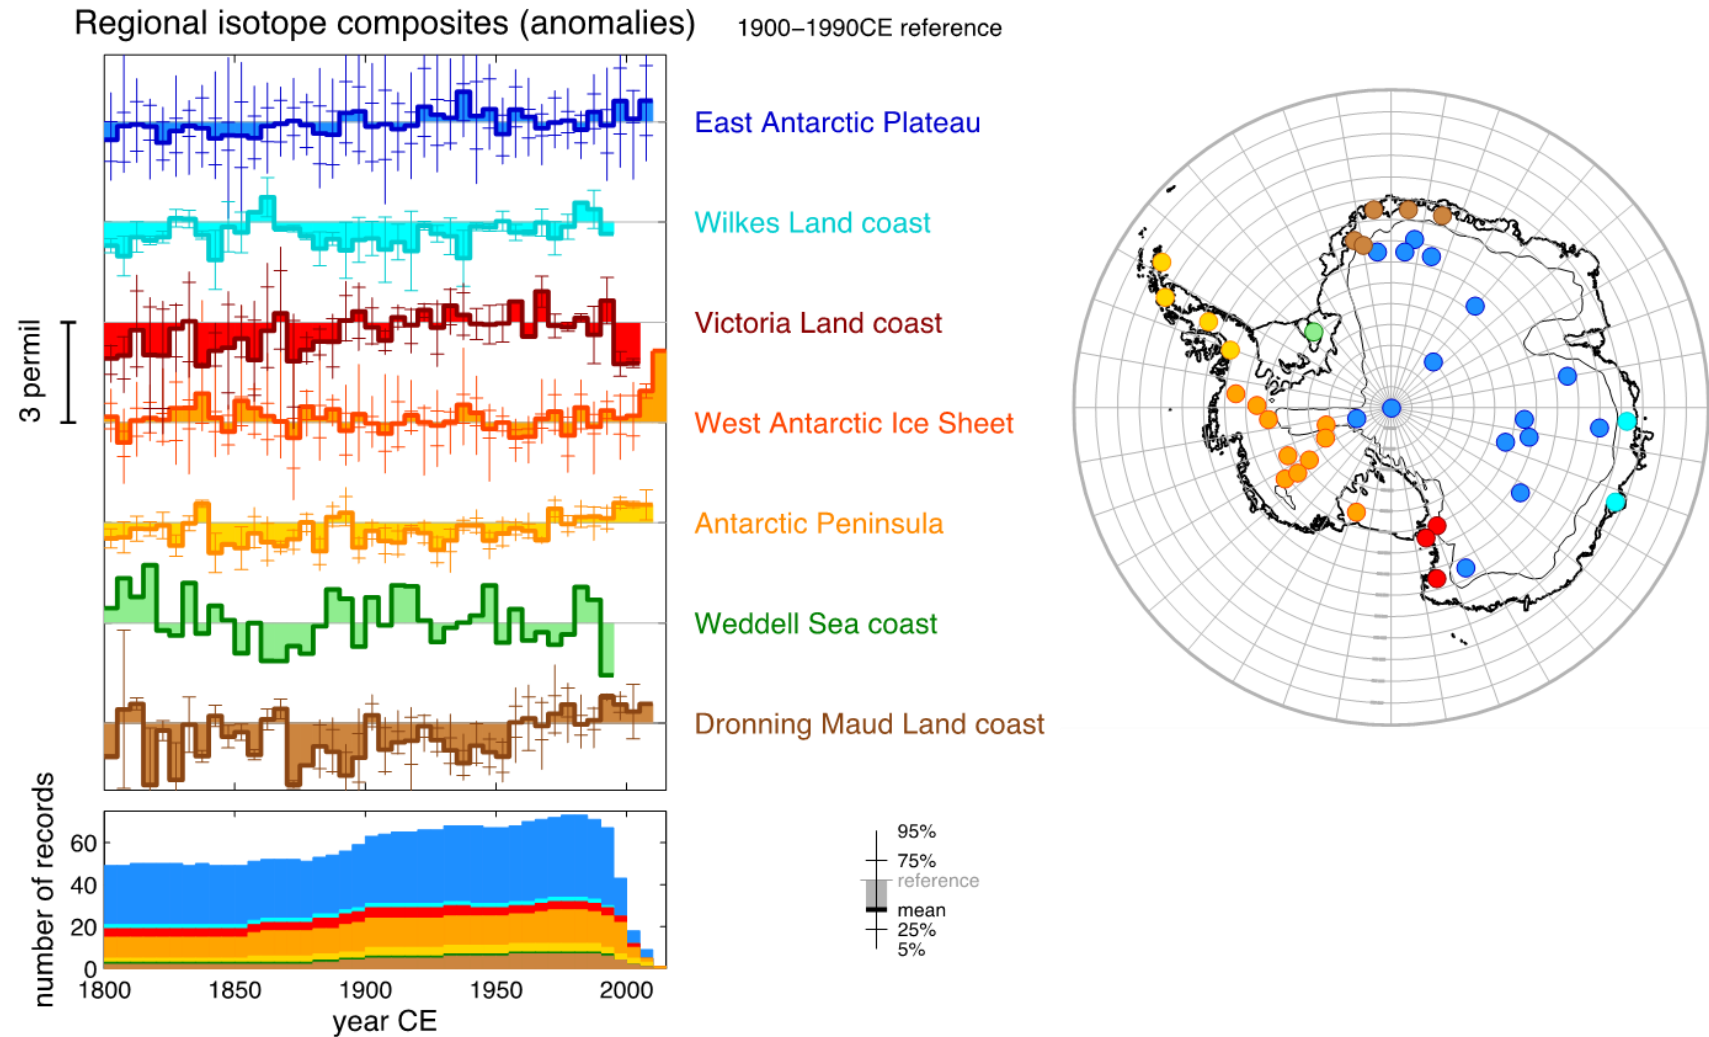 Regional isotope composites (anomalies)
1900−1990CE reference
East Antarctic Plateau
Wilkes Land coast
Victoria Land coast
West Antarctic Ice Sheet
Antarctic Peninsula
Weddell Sea coast
Dronning Maud Land coast
3 permil
number of records
60
40
20
0
1800
1850
1900
1950
2000
year CE
95%
75%
reference
mean
25%
5%